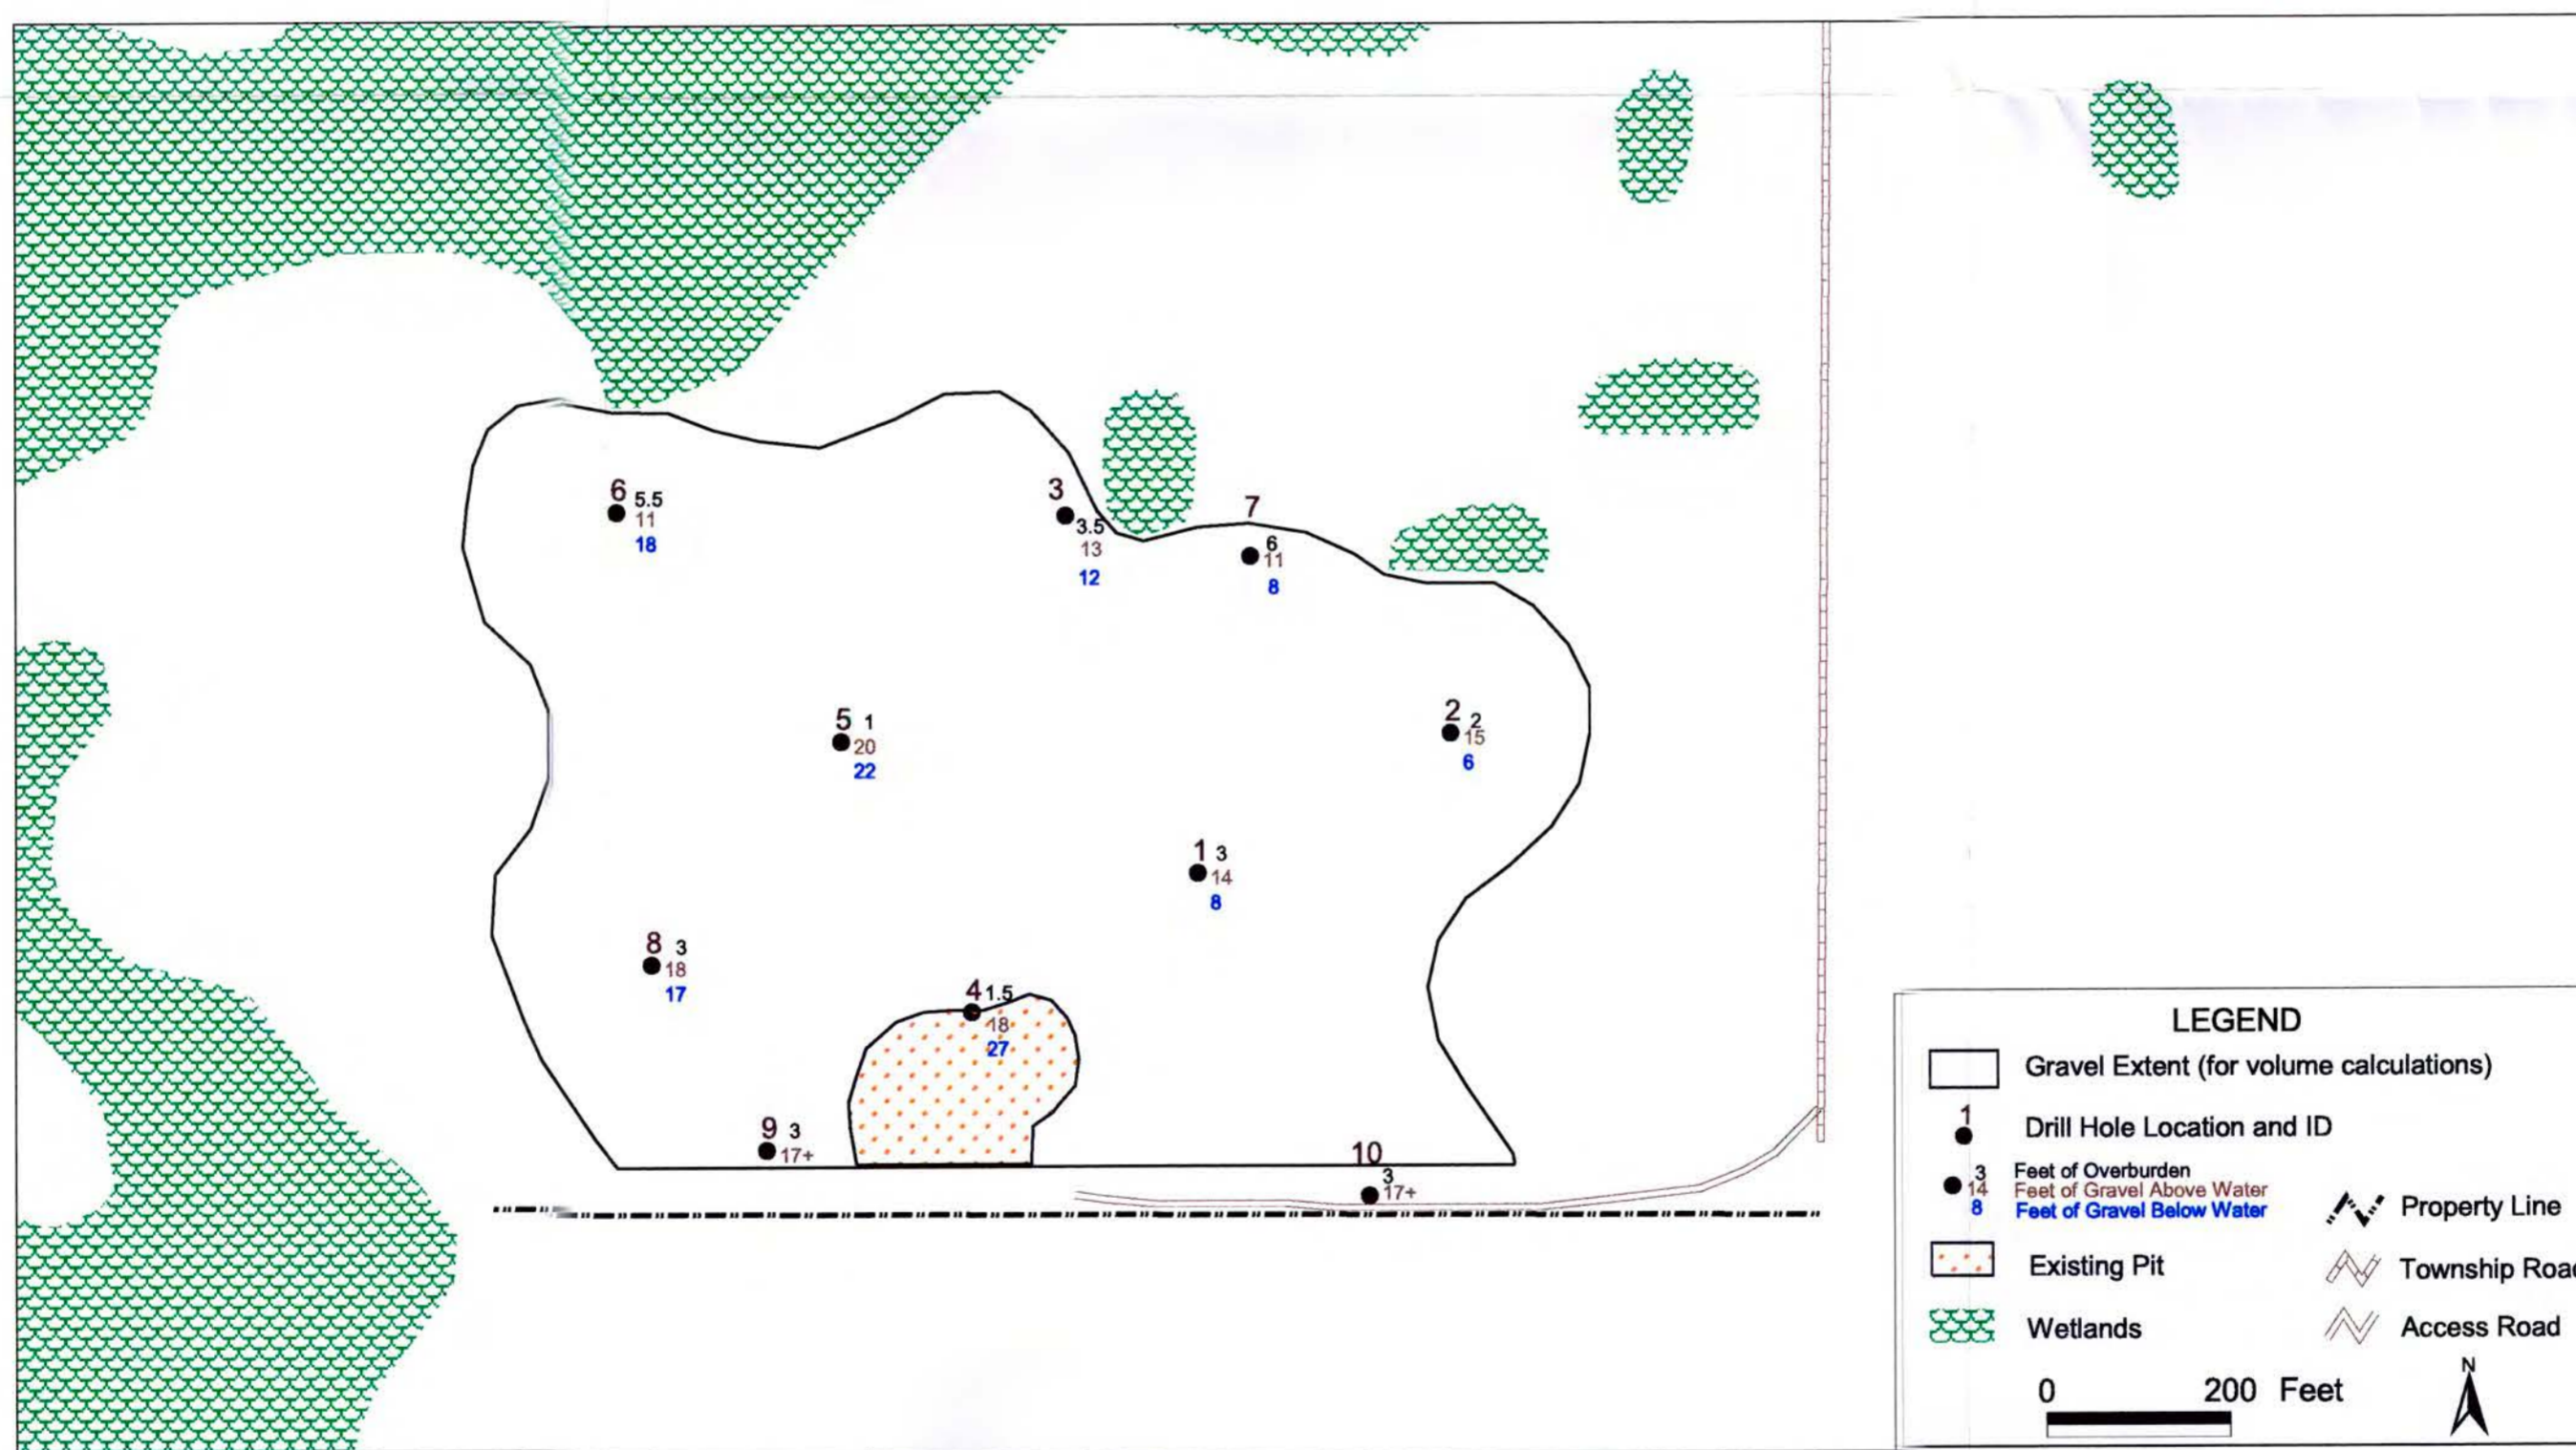 6 5.5
11
18
3
3.5
13
12
7
6
11
8
5 1
20
22
2 2
15
6
1 3
14
8
8 3
18
17
4 1.5
18
27
9 3
17+
10
3
17+
LEGEND
Gravel Extent (for volume calculations)
1
Drill Hole Location and ID
3 Feet of Overburden
14 Feet of Gravel Above Water
8 Feet of Gravel Below Water
Property Line
Existing Pit
Township Road
Wetlands
Access Road
N
0 200 Feet